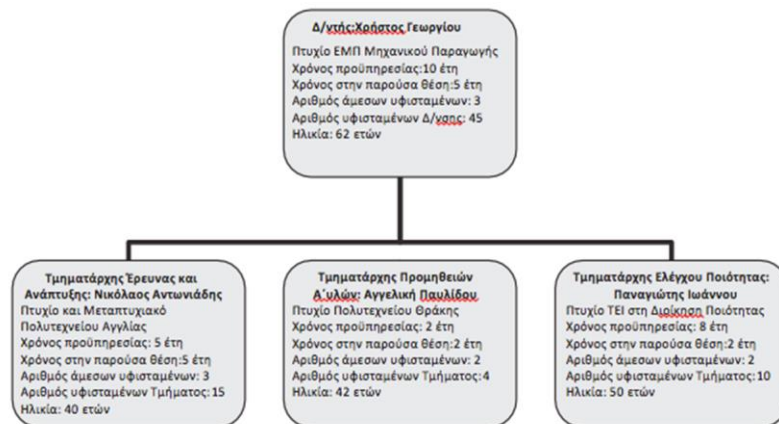 Δ/ντής:Χρήστος Γεωργίου
Πτυχίο ΕΜΠ Μηχανικού Παραγωγής
Χρόνος προϋπηρεσίας:10 έτη
Χρόνος στην παρούσα θέση:5 έτη
Αριθμός άμεσων υφισταμένων: 3
Αριθμός υφισταμένων Δ/νσης: 45
Ηλικία: 62 ετών
Τμηματάρχης Έρευνας και
Ανάπτυξης: Νικόλαος Αντωνιάδης
Πτυχίο και Μεταπτυχιακό
Πολυτεχνείου Αγγλίας
Χρόνος προϋπηρεσίας: 5 έτη
Χρόνος στην παρούσα θέση:5 έτη
Αριθμός άμεσων υφισταμένων: 3
Αριθμός υφισταμένων Τμήματος: 15
Ηλικία: 40 ετών
Τμηματάρχης Προμηθειών
Α΄υλών: Αγγελική Παυλίδου
Πτυχίο Πολυτεχνείου Θράκης
Χρόνος προϋπηρεσίας: 2 έτη
Χρόνος στην παρούσα θέση:2 έτη
Αριθμός άμεσων υφισταμένων: 2
Αριθμός υφισταμένων Τμήματος:4
Ηλικία: 42 ετών
Τμηματάρχης Ελέγχου Ποιότητας:
Παναγιώτης Ιωάννου
Πτυχίο ΤΕΙ στη Διοίκηση Ποιότητας
Χρόνος προϋπηρεσίας: 8 έτη
Χρόνος στην παρούσα θέση:2 έτη
Αριθμός άμεσων υφισταμένων: 2
Αριθμός υφισταμένων Τμήματος:10
Ηλικία: 50 ετών